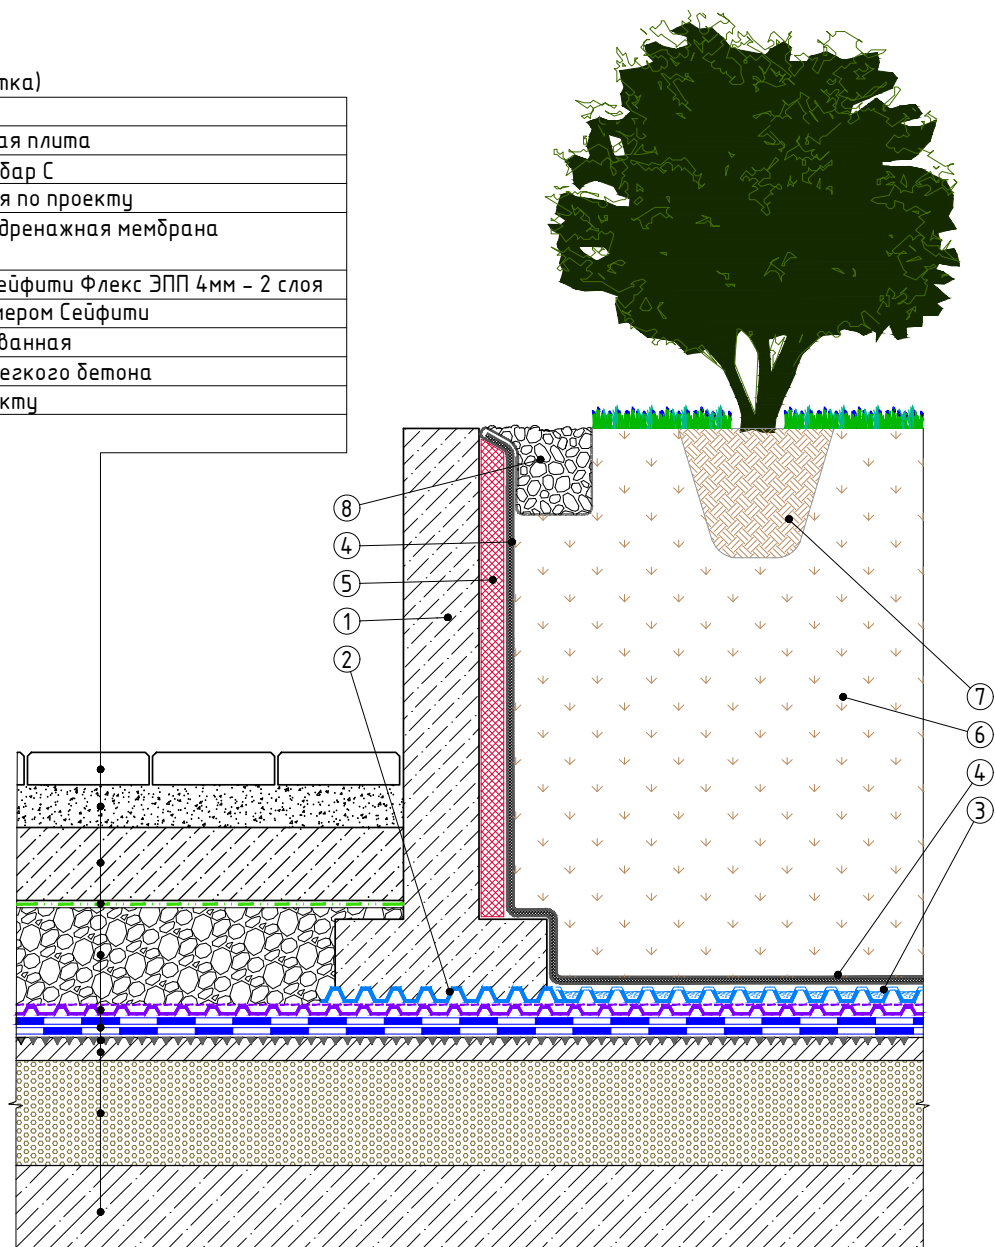 тка)
ая плита
бар С
я по проекту
дренажная мембрана
ейфити Флекс ЭПП 4мм – 2 слоя
мером Сейфити
ванная
егкого бетона
кту
8
4
5
1
2
7
6
4
3